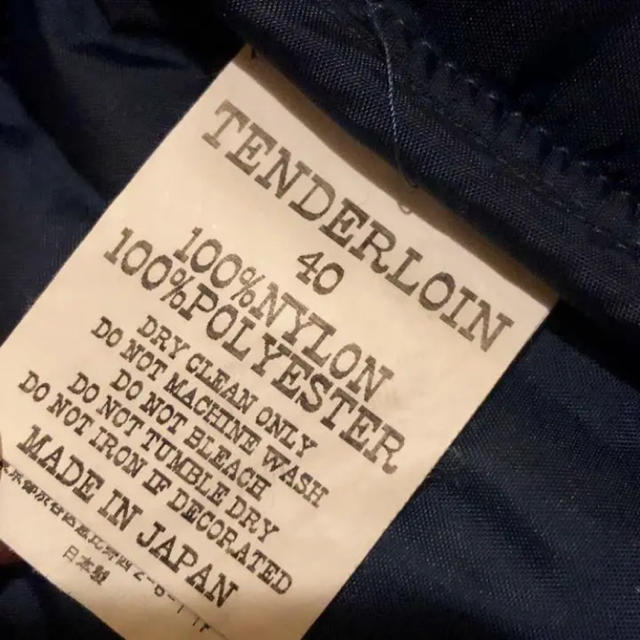 TENDERLOIN
40
100%NYLON
100%POLYESTER
DRY CLEAN ONLY
DO NOT MACHINE WASH
DO NOT BLEACH
DO NOT TUMBLE DRY
DO NOT IRON IF DECORATED
MADE IN JAPAN
日本製